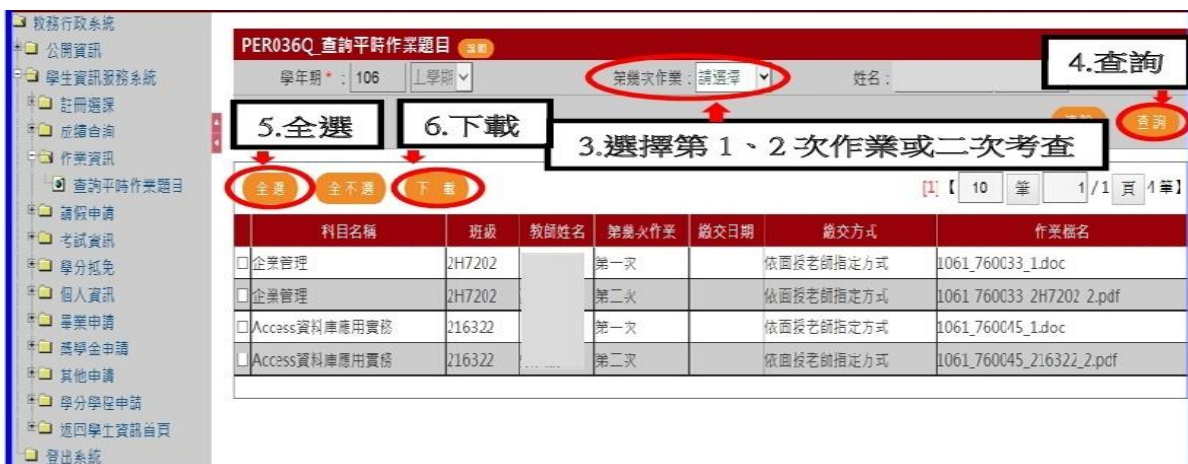 教務行政系統
公開資訊
學生資訊服務系統
註冊選課
成績查詢
作業資訊
查詢平時作業題目
請假申請
考試資訊
學分抵免
個人資訊
畢業申請
獎學金申請
其他申請
學分學程申請
返回學生資訊首頁
登出系統
PER036Q_查詢平時作業題目 說明
學年期*：106 上學期 第幾次作業：請選擇 姓名：
4.查詢
5.全選 6.下載 3.選擇第1、2次作業或二次考查
清除 查詢
全選 全不選 下載 [1]【 10 筆 1/1 頁 4筆】
科目名稱 班級 教師姓名 第幾次作業 繳交日期 繳交方式 作業檔名
企業管理 2H7202 第一次 依面授老師指定方式 1061_760033_1.doc
企業管理 2H7202 第二次 依面授老師指定方式 1061_760033_2H7202_2.pdf
Access資料庫應用實務 216322 第一次 依面授老師指定方式 1061_760045_1.doc
Access資料庫應用實務 216322 第二次 依面授老師指定方式 1061_760045_216322_2.pdf